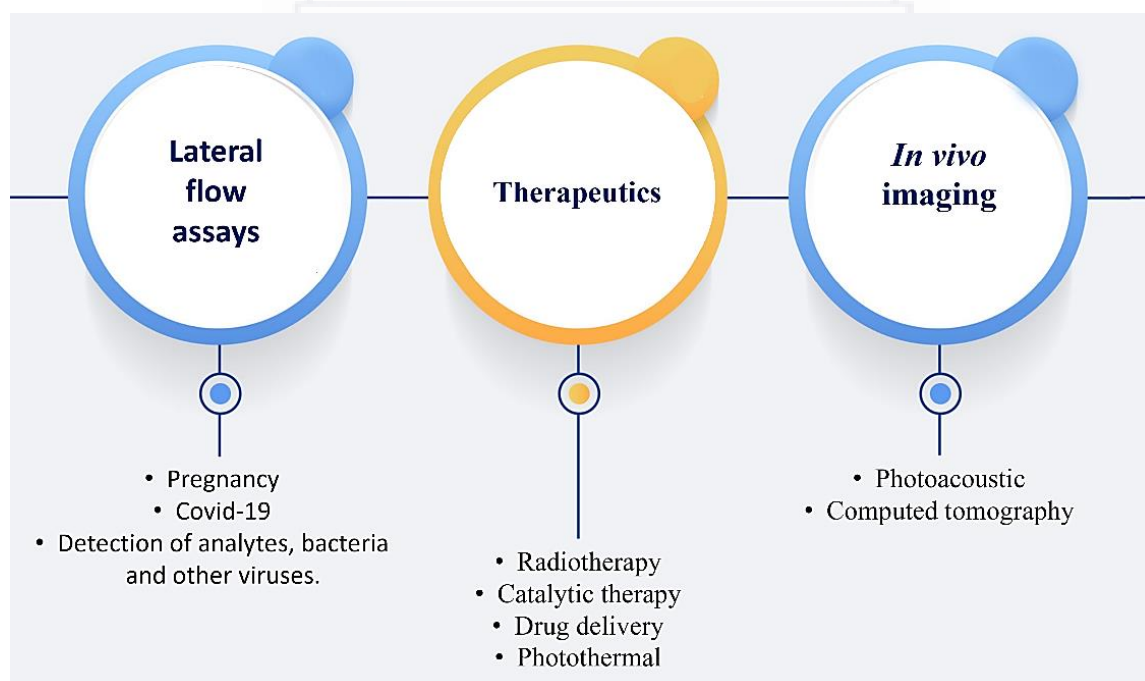 Lateral
flow
assays
• Pregnancy
• Covid-19
• Detection of analytes, bacteria
and other viruses.
Therapeutics
• Radiotherapy
• Catalytic therapy
• Drug delivery
• Photothermal
In vivo
imaging
• Photoacoustic
• Computed tomography